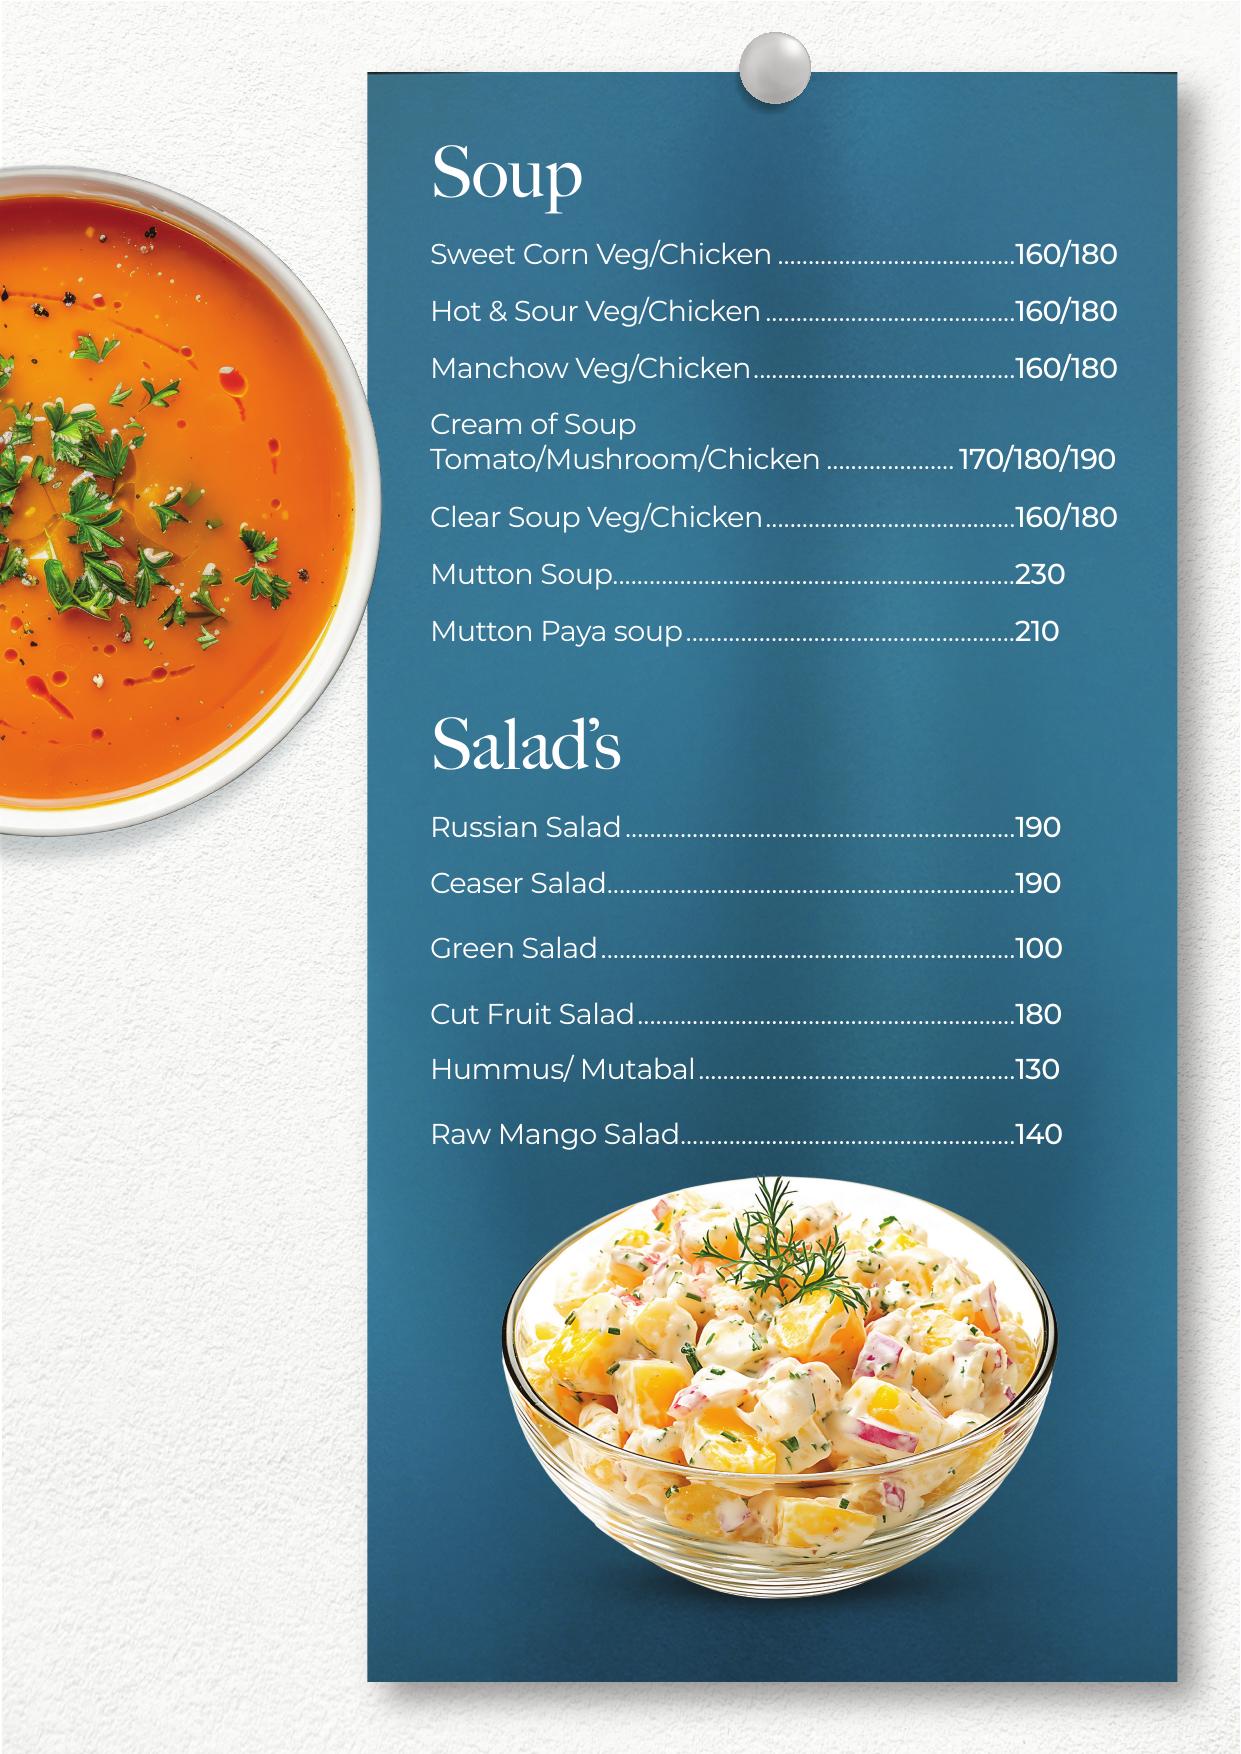 Soup
Sweet Corn Veg/Chicken ........................................160/180
Hot & Sour Veg/Chicken ........................................160/180
Manchow Veg/Chicken ........................................160/180
Cream of Soup
Tomato/Mushroom/Chicken ..................... 170/180/190
Clear Soup Veg/Chicken ........................................160/180
Mutton Soup........................................230
Mutton Paya soup ........................................210
Salad’s
Russian Salad ........................................190
Ceaser Salad........................................190
Green Salad ........................................100
Cut Fruit Salad ........................................180
Hummus/ Mutabal ........................................130
Raw Mango Salad........................................140